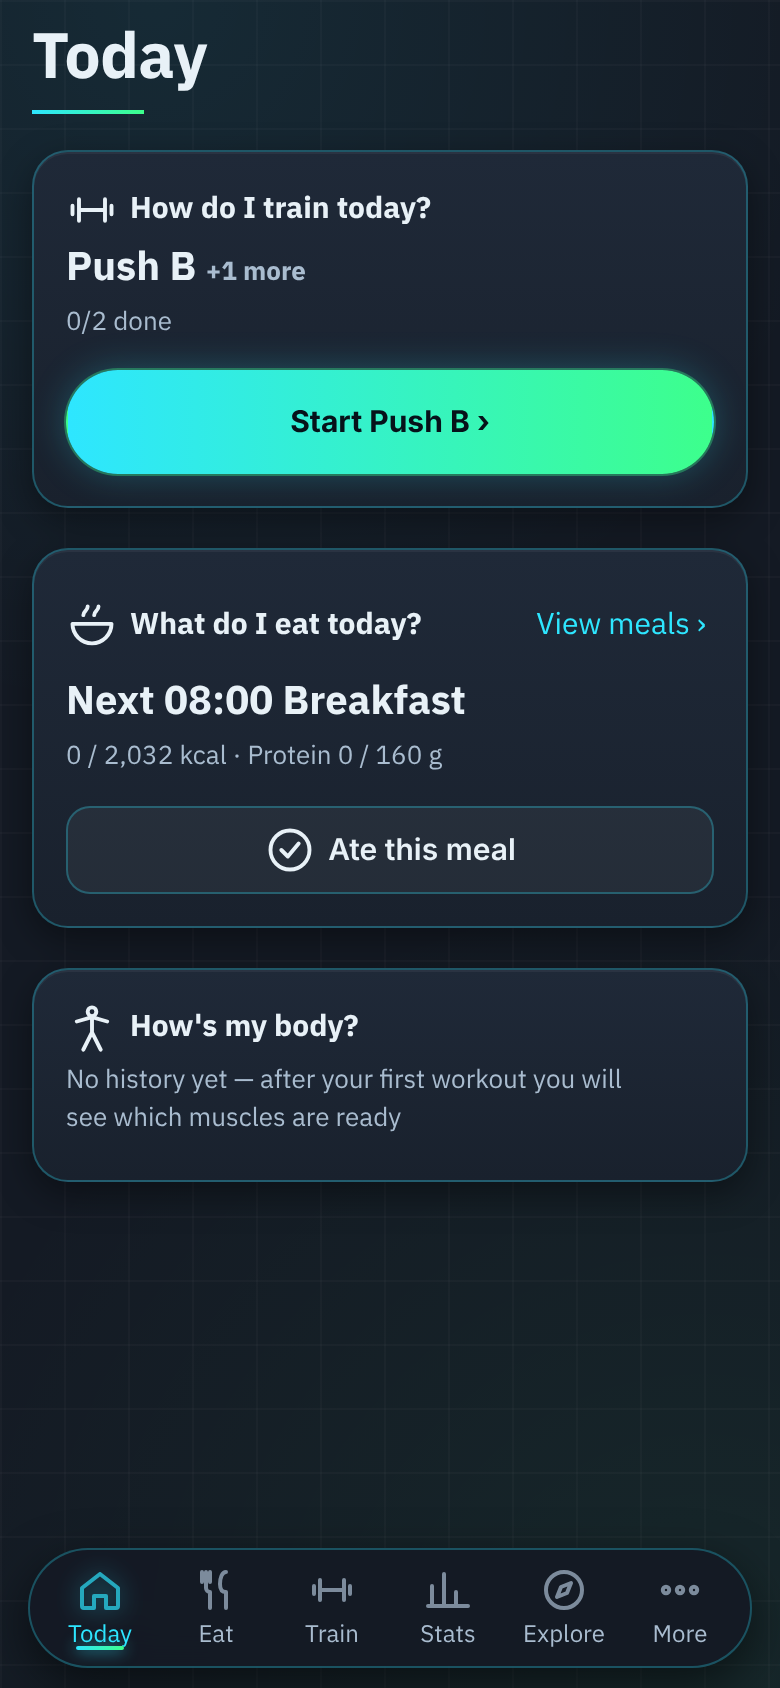 Today
How do I train today?
Push B +1 more
0/2 done
Start Push B ›
What do I eat today?
View meals ›
Next 08:00 Breakfast
0 / 2,032 kcal · Protein 0 / 160 g
Ate this meal
How's my body?
No history yet — after your first workout you will
see which muscles are ready
Today
Eat
Train
Stats
Explore
More